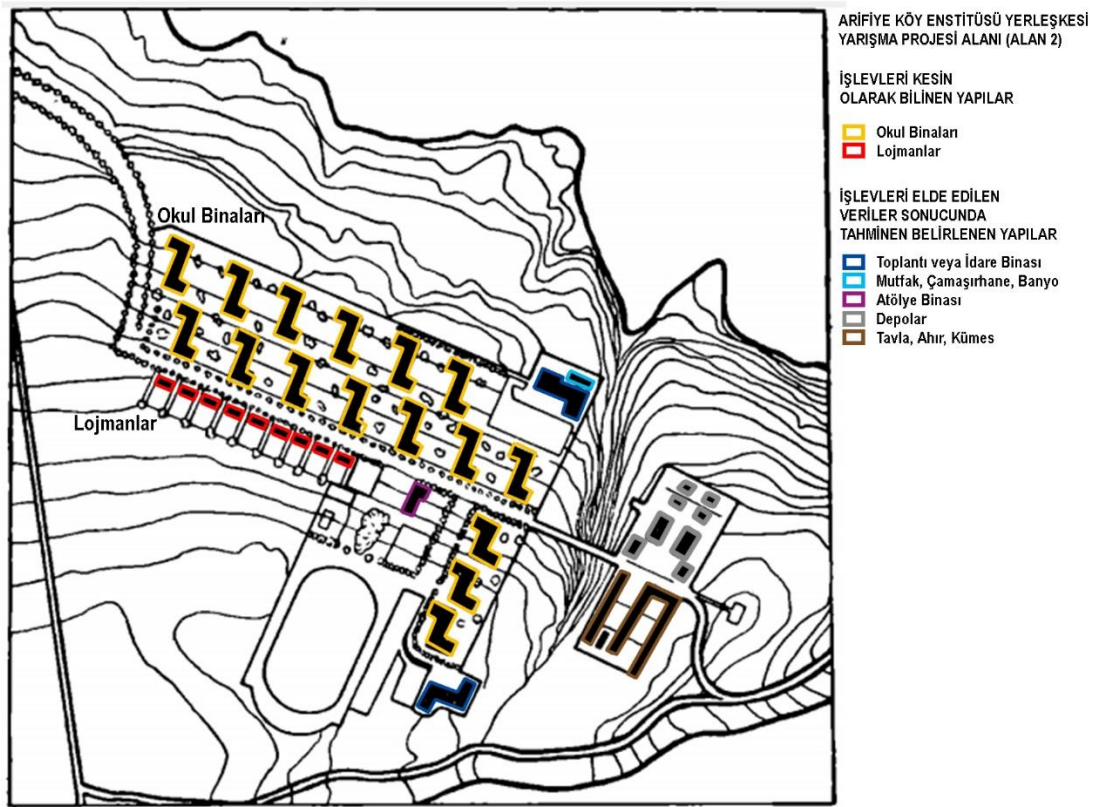 ARİFİYE KÖY ENSTİTÜSÜ YERLEŞKESİ
YARIŞMA PROJESİ ALANI (ALAN 2)
İŞLEVLERİ KESİN
OLARAK BİLİNEN YAPILAR
Okul Binaları
Lojmanlar
İŞLEVLERİ ELDE EDİLEN
VERİLER SONUCUNDA
TAHMİNEN BELİRLENEN YAPILAR
Toplantı veya İdare Binası
Mutfak, Çamaşırhane, Banyo
Atölye Binası
Depolar
Tavla, Ahır, Kümes
Okul Binaları
Lojmanlar